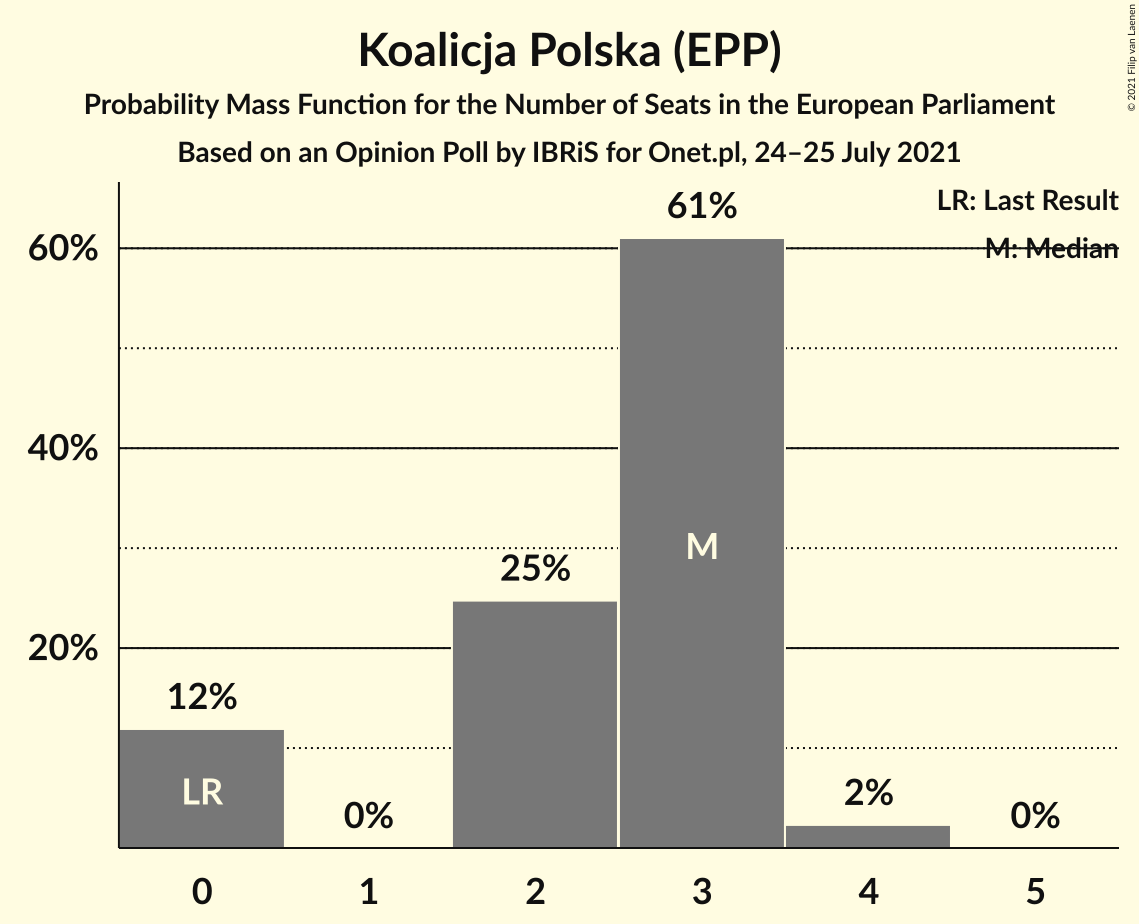 Koalicja Polska (EPP)
Probability Mass Function for the Number of Seats in the European Parliament
Based on an Opinion Poll by IBRiS for Onet.pl, 24–25 July 2021
© 2021 Filip van Laenen
LR: Last Result
M: Median
61%
60%
40%
M
25%
20%
12%
LR
0%
2%
0%
0 1 2 3 4 5